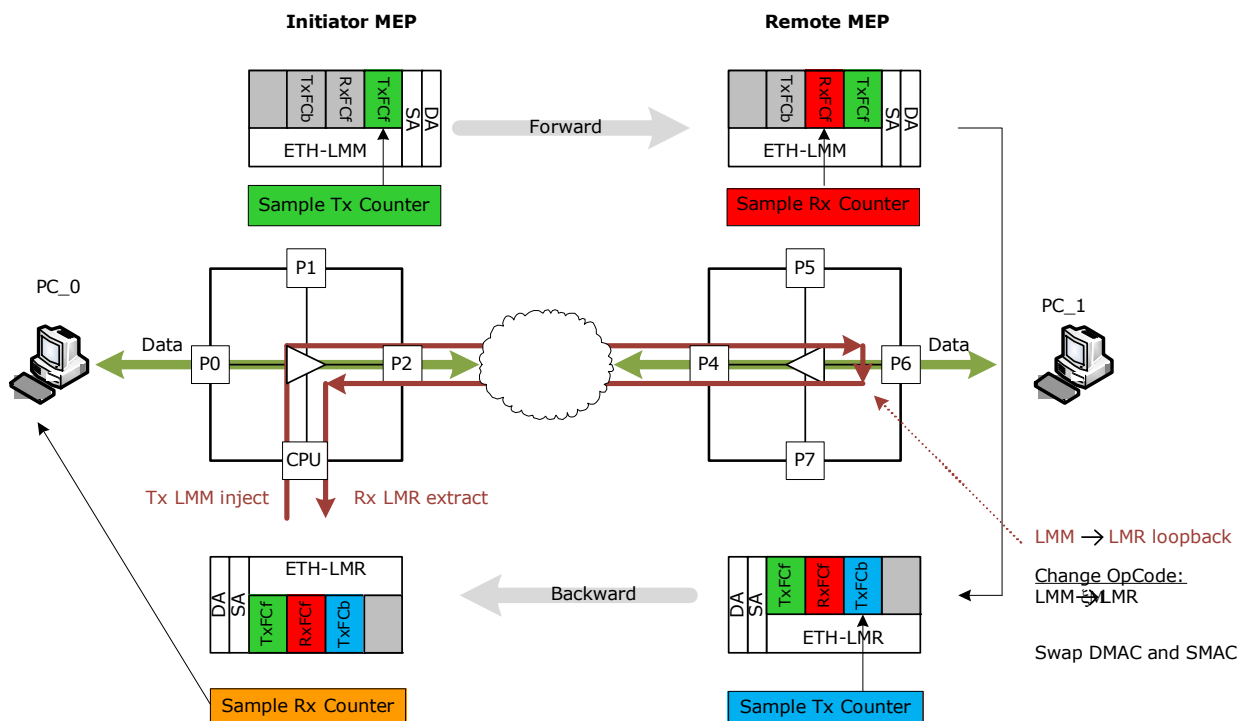 Initiator MEP
Remote MEP
TxFCb
RxFCf
TxFCf
SA
DA
ETH-LMM
Forward
TxFCb
RxFCf
TxFCf
SA
DA
ETH-LMM
Sample Tx Counter
Sample Rx Counter
PC_0
P1
P5
PC_1
Data
P0
P2
P4
P6
Data
CPU
P7
Tx LMM inject
Rx LMR extract
LMM → LMR loopback
Change OpCode:
LMM → LMR
Swap DMAC and SMAC
DA
SA
ETH-LMR
TxFCf
RxFCf
TxFCb
Backward
DA
SA
TxFCf
RxFCf
TxFCb
ETH-LMR
Sample Rx Counter
Sample Tx Counter